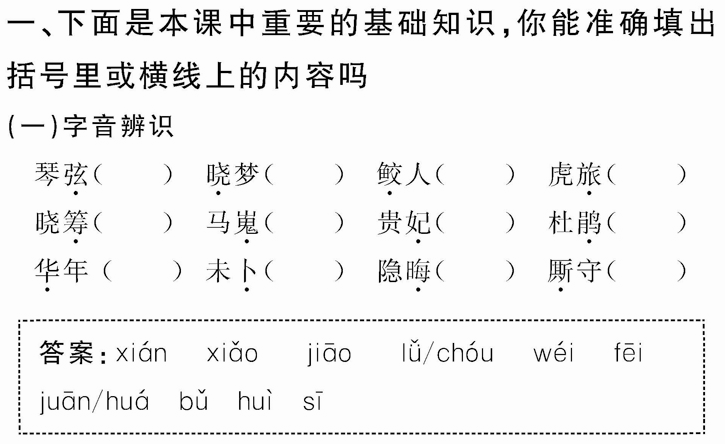 一、下面是本课中重要的基础知识,你能准确填出
括号里或横线上的内容吗
(一)字音辨识
琴弦( ) 晓梦( ) 鲛人( ) 虎旅( )
晓筹( ) 马嵬( ) 贵妃( ) 杜鹃( )
华年( ) 未卜( ) 隐晦( ) 厮守( )
答案:xián xiǎo jiāo lǚ/chóu wéi fēi
juān/huá bǔ huì sī